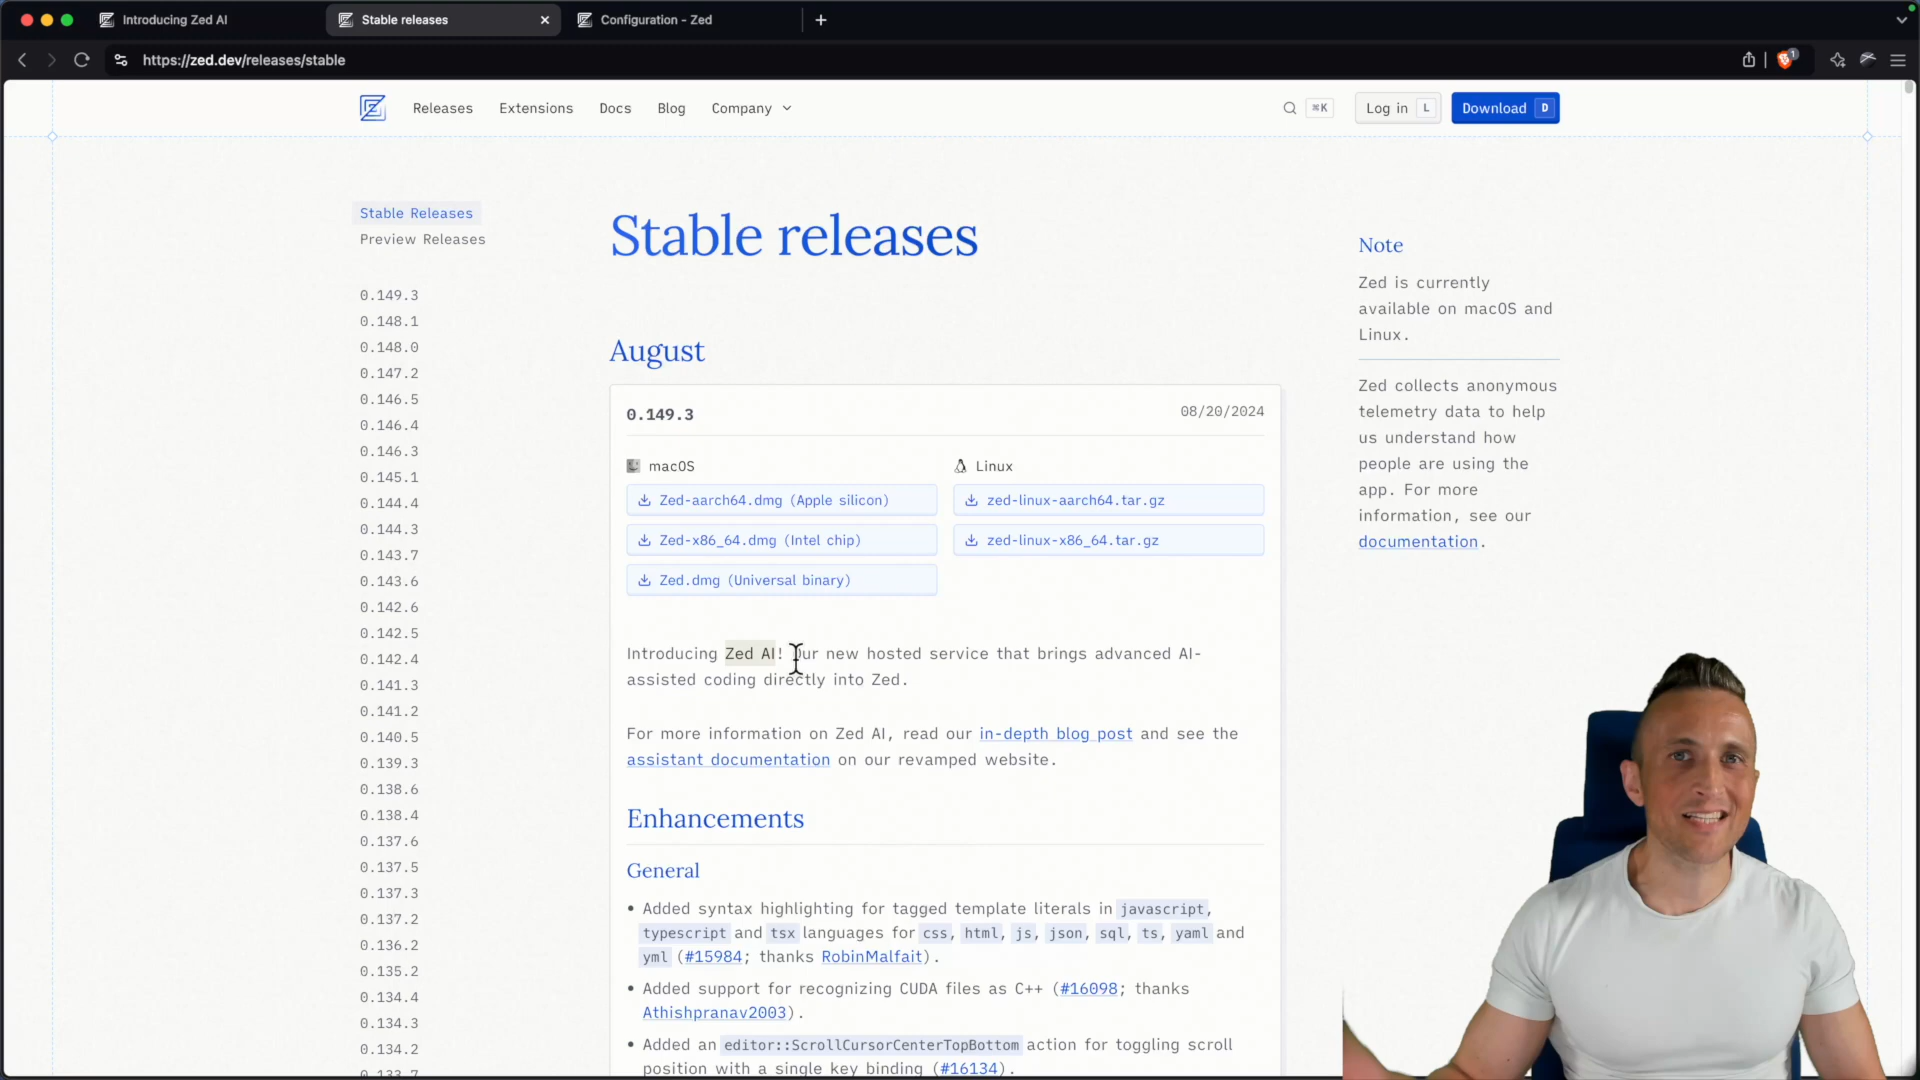 Introducing Zed AI
Stable releases
Configuration - Zed
https://zed.dev/releases/stable
1
Releases
Extensions
Docs
Blog
Company
⌘K
Log in L
Download D
Stable Releases
Preview Releases
0.149.3
0.148.1
0.148.0
0.147.2
0.146.5
0.146.4
0.146.3
0.145.1
0.144.4
0.144.3
0.143.7
0.143.6
0.142.6
0.142.5
0.142.4
0.141.3
0.141.2
0.140.5
0.139.3
0.138.6
0.138.4
0.137.6
0.137.5
0.137.3
0.137.2
0.136.2
0.135.2
0.134.4
0.134.3
0.134.2
0.133.7
Stable releases
August
0.149.3
08/20/2024
macOS
Linux
Zed-aarch64.dmg (Apple silicon)
zed-linux-aarch64.tar.gz
Zed-x86_64.dmg (Intel chip)
zed-linux-x86_64.tar.gz
Zed.dmg (Universal binary)
Introducing Zed AI! Our new hosted service that brings advanced AI-
assisted coding directly into Zed.
For more information on Zed AI, read our in-depth blog post and see the
assistant documentation on our revamped website.
Enhancements
General
• Added syntax highlighting for tagged template literals in javascript,
typescript and tsx languages for css, html, js, json, sql, ts, yaml and
yml (#15984; thanks RobinMalfait).
• Added support for recognizing CUDA files as C++ (#16098; thanks
Athishpranav2003).
• Added an editor::ScrollCursorCenterTopBottom action for toggling scroll
position with a single key binding (#16134).
Note
Zed is currently
available on macOS and
Linux.
Zed collects anonymous
telemetry data to help
us understand how
people are using the
app. For more
information, see our
documentation.